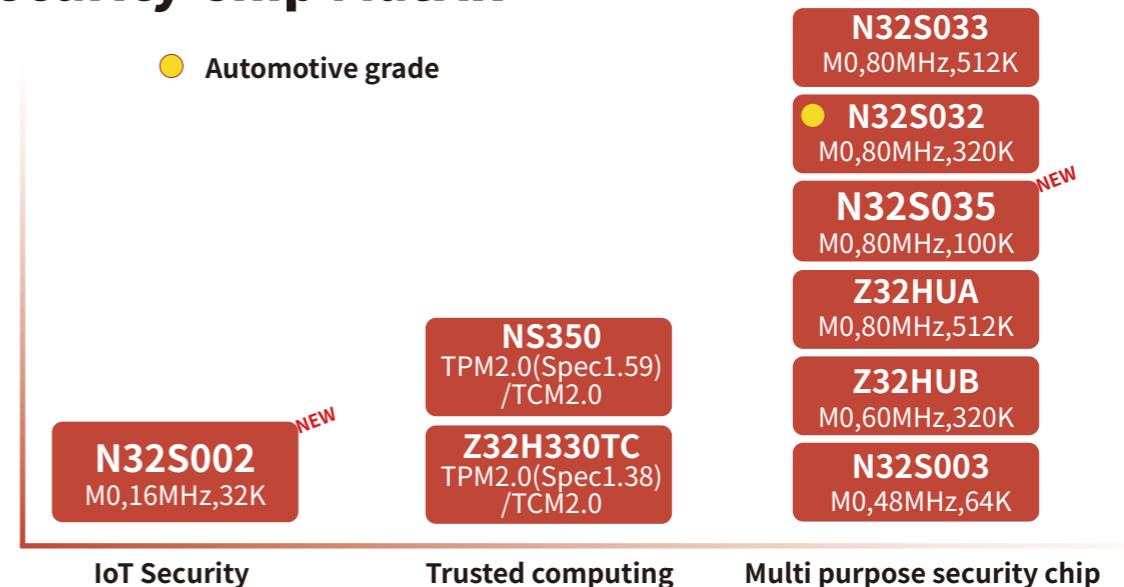 Automotive grade
N32S033
M0,80MHz,512K
N32S032
M0,80MHz,320K
NEW
N32S035
M0,80MHz,100K
Z32HUA
M0,80MHz,512K
Z32HUB
M0,60MHz,320K
N32S003
M0,48MHz,64K
NS350
TPM2.0(Spec1.59)
/TCM2.0
Z32H330TC
TPM2.0(Spec1.38)
/TCM2.0
NEW
N32S002
M0,16MHz,32K
IoT Security
Trusted computing
Multi purpose security chip